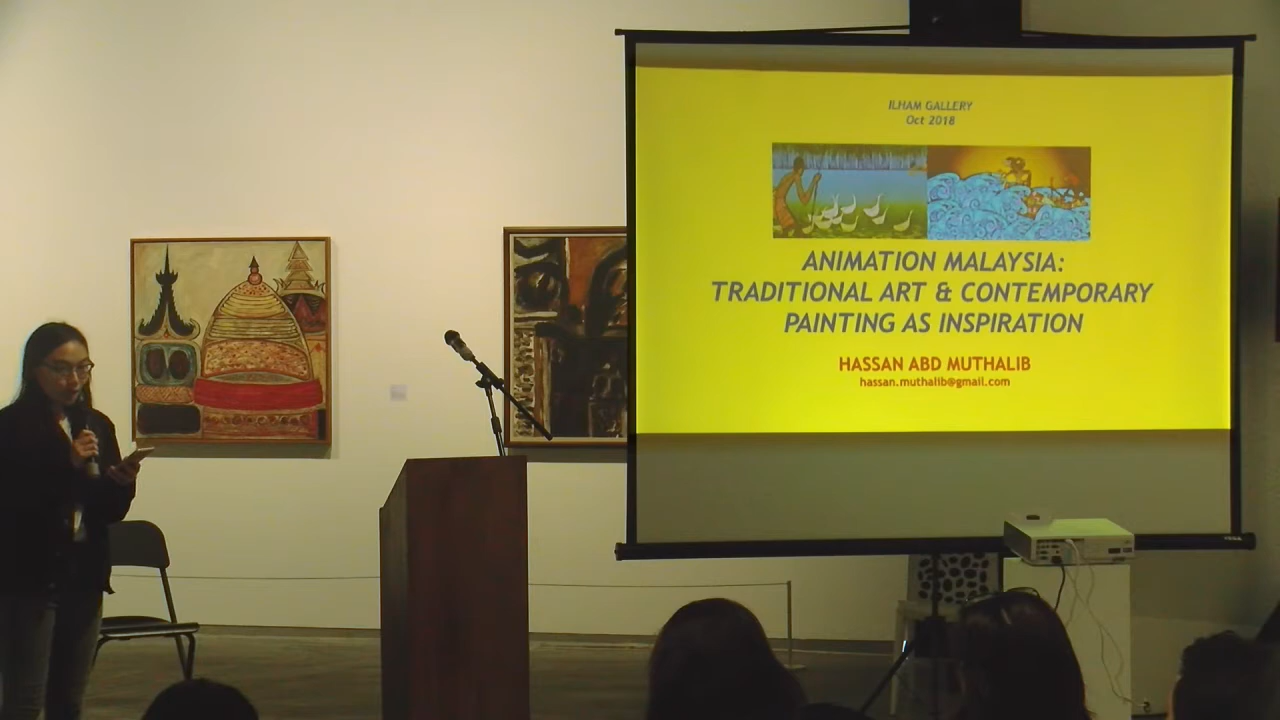 ILHAM GALLERY
Oct 2018
ANIMATION MALAYSIA:
TRADITIONAL ART & CONTEMPORARY
PAINTING AS INSPIRATION
HASSAN ABD MUTHALIB
hassan.muthalib@gmail.com